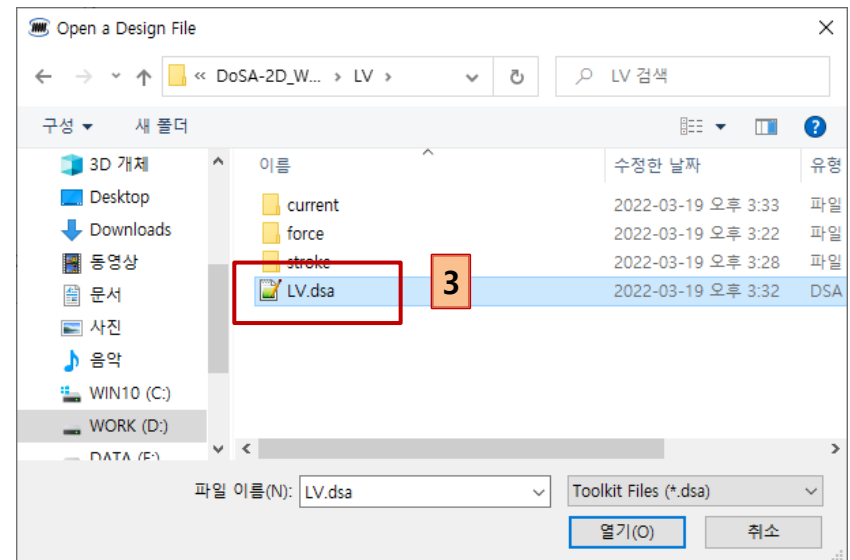 Open a Design File
« DoSA-2D_W... › LV ›
LV 검색
구성 새 폴더
이름 수정한 날짜 유형
3D 개체
Desktop
Downloads
동영상
문서
사진
음악
WIN10 (C:)
WORK (D:)
DATA (E:)
current 2022-03-19 오후 3:33 파일
force 2022-03-19 오후 3:22 파일
stroke 2022-03-19 오후 3:28 파일
LV.dsa 2022-03-19 오후 3:32 DSA
3
파일 이름(N): LV.dsa Toolkit Files (*.dsa)
열기(O) 취소